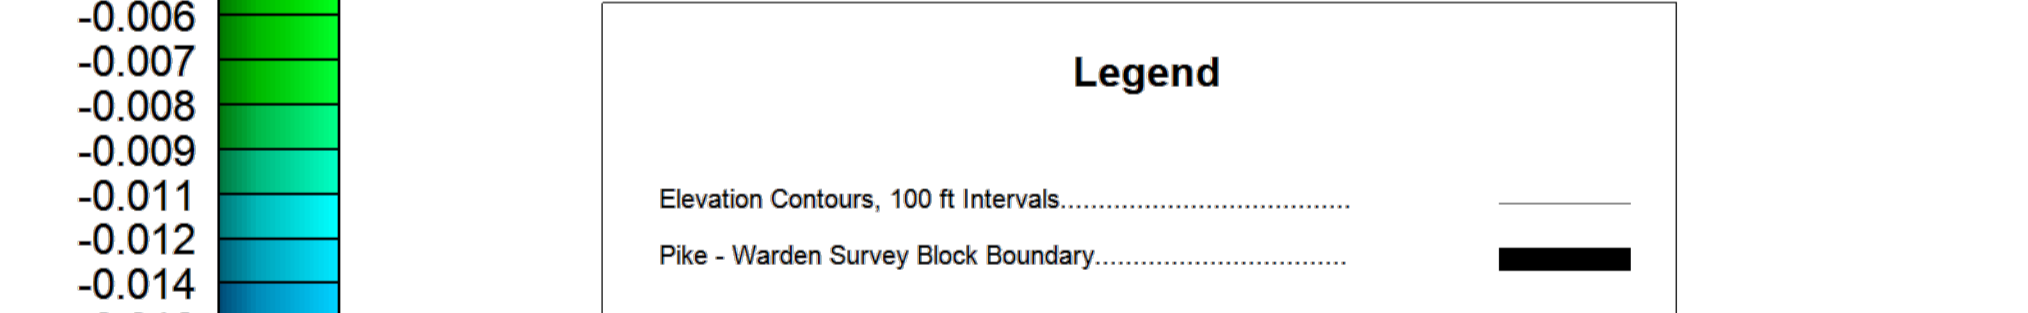 -0.006
-0.007
-0.008
-0.009
-0.011
-0.012
-0.014
Legend
Elevation Contours, 100 ft Intervals......................................
Pike - Warden Survey Block Boundary.................................